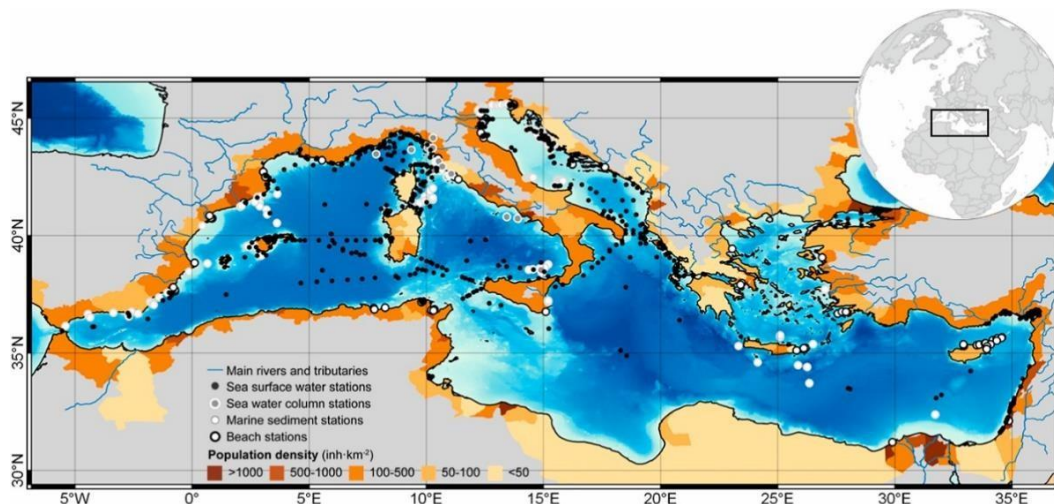 45°N
40°N
35°N
30°N
Main rivers and tributaries
Sea surface water stations
Sea water column stations
Marine sediment stations
Beach stations
Population density (inh·km⁻²)
>1000 500-1000 100-500 50-100 <50
5°W 0° 5°E 10°E 15°E 20°E 25°E 30°E 35°E